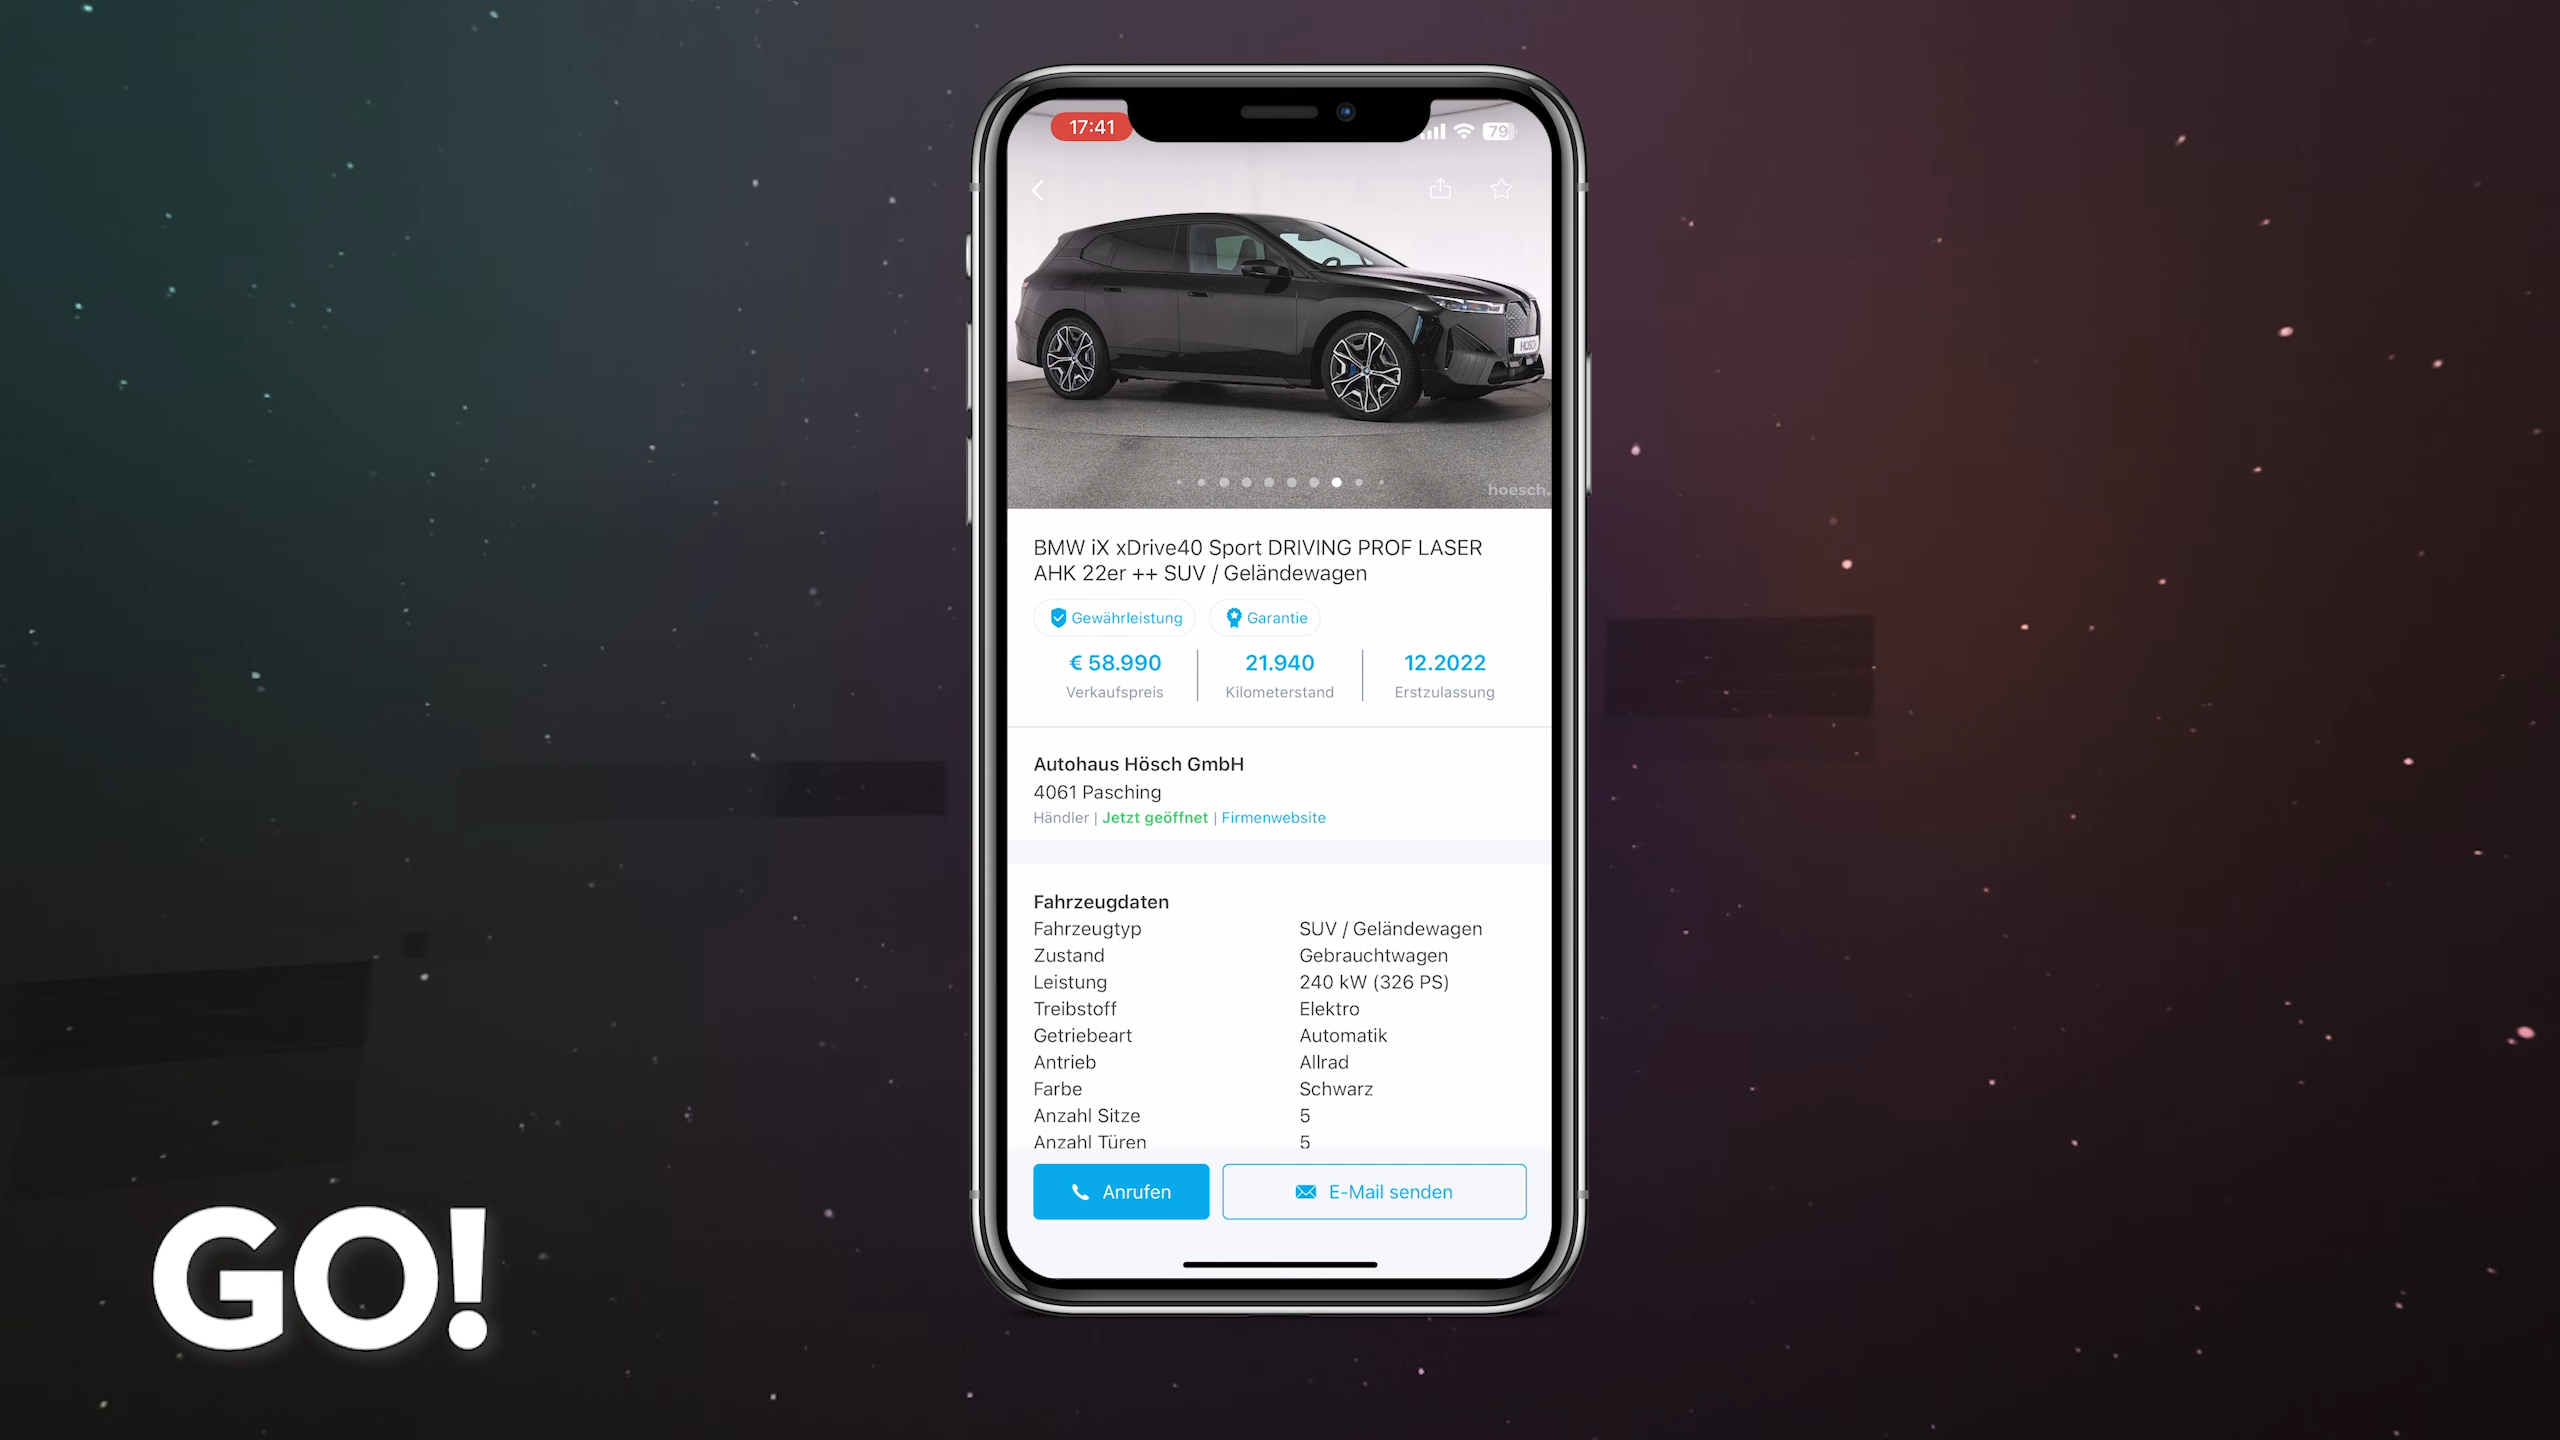 17:41
79
HÖSCH
hoesch.
BMW iX xDrive40 Sport DRIVING PROF LASER
AHK 22er ++ SUV / Geländewagen
Gewährleistung Garantie
€ 58.990 21.940 12.2022
Verkaufspreis Kilometerstand Erstzulassung
Autohaus Hösch GmbH
4061 Pasching
Händler | Jetzt geöffnet | Firmenwebsite
Fahrzeugdaten
Fahrzeugtyp SUV / Geländewagen
Zustand Gebrauchtwagen
Leistung 240 kW (326 PS)
Treibstoff Elektro
Getriebeart Automatik
Antrieb Allrad
Farbe Schwarz
Anzahl Sitze 5
Anzahl Türen 5
Anrufen E-Mail senden
GO!